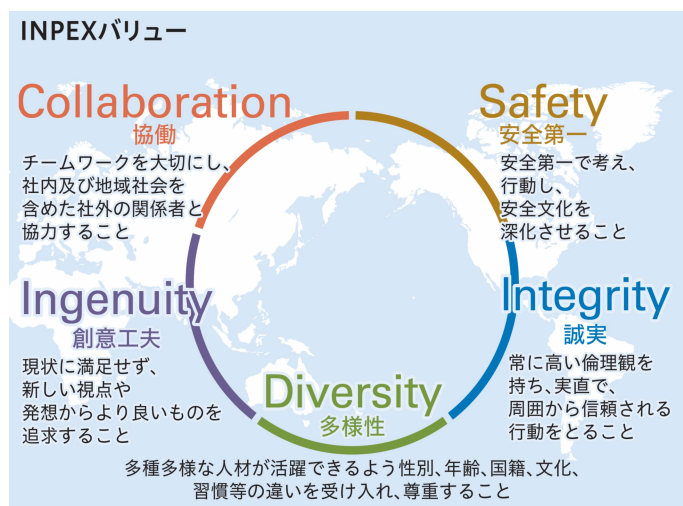 INPEXバリュー
Collaboration
協働
チームワークを大切にし、
社内及び地域社会を
含めた社外の関係者と
協力すること
Safety
安全第一
安全第一で考え、
行動し、
安全文化を
深化させること
Ingenuity
創意工夫
現状に満足せず、
新しい視点や
発想からより良いものを
追求すること
Integrity
誠実
常に高い倫理観を
持ち、実直で、
周囲から信頼される
行動をとること
Diversity
多様性
多種多様な人材が活躍できるよう性別、年齢、国籍、文化、
習慣等の違いを受け入れ、尊重すること